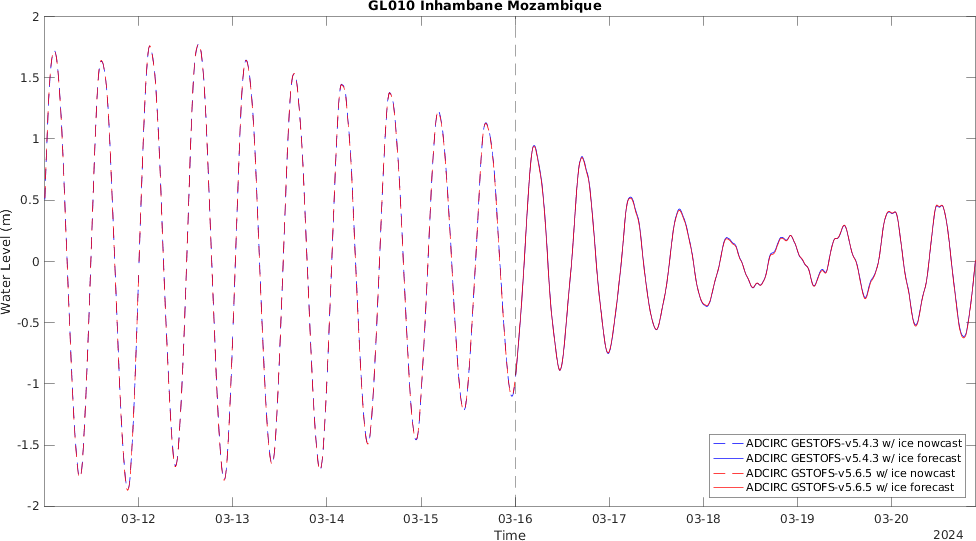 GL010 Inhambane Mozambique
2
1.5
1
0.5
0
-0.5
-1
-1.5
-2
Water Level (m)
03-12 03-13 03-14 03-15 03-16 03-17 03-18 03-19 03-20
Time
2024
ADCIRC GESTOFS-v5.4.3 w/ ice nowcast
ADCIRC GESTOFS-v5.4.3 w/ ice forecast
ADCIRC GSTOFS-v5.6.5 w/ ice nowcast
ADCIRC GSTOFS-v5.6.5 w/ ice forecast